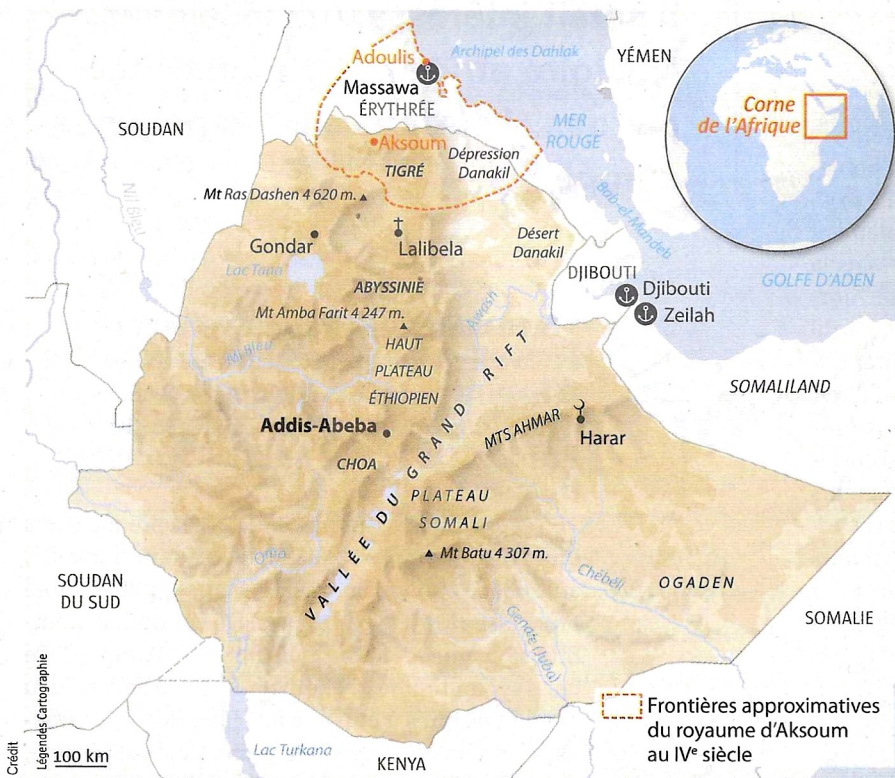 Adoulis
Archipel des Dahlak
YÉMEN
Massawa
ÉRYTHRÉE
Corne
de l'Afrique
SOUDAN
MER
ROUGE
Aksoum
Dépression
Danakil
TIGRÉ
Mt Ras Dashen 4 620 m.
Nil Bleu
Bab-el-Mandeb
Gondar
Lalibela
Désert
Danakil
Lac Tana
DJIBOUTI
GOLFE D'ADEN
ABYSSINIE
Djibouti
Awash
Zeilah
Mt Amba Farit 4 247 m.
HAUT
Nil Bleu
PLATEAU
SOMALILAND
ÉTHIOPIEN
Addis-Abeba
MTS AHMAR
Harar
CHOA
VALLÉE DU GRAND RIFT
PLATEAU
SOMALI
Omo
Mt Batu 4 307 m.
Chébéli
OGADEN
SOUDAN
DU SUD
SOMALIE
Genale (Juba)
Frontières approximatives
du royaume d'Aksoum
au IVe siècle
Lac Turkana
KENYA
100 km
Crédit
Légendes Cartographie